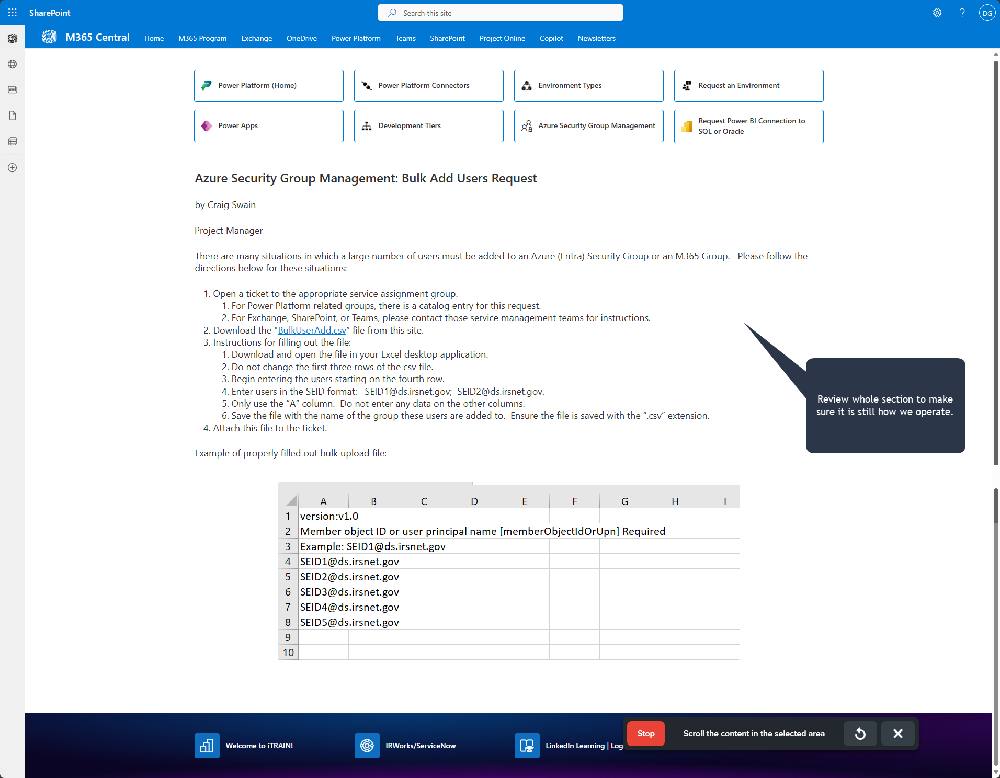 SharePoint
Search this site
DG
M365 Central
Home
M365 Program
Exchange
OneDrive
Power Platform
Teams
SharePoint
Project Online
Copilot
Newsletters
Power Platform (Home)
Power Platform Connectors
Environment Types
Request an Environment
Power Apps
Development Tiers
Azure Security Group Management
Request Power BI Connection to
SQL or Oracle
Azure Security Group Management: Bulk Add Users Request
by Craig Swain
Project Manager
There are many situations in which a large number of users must be added to an Azure (Entra) Security Group or an M365 Group.   Please follow the
directions below for these situations:
1. Open a ticket to the appropriate service assignment group.
1. For Power Platform related groups, there is a catalog entry for this request.
2. For Exchange, SharePoint, or Teams, please contact those service management teams for instructions.
2. Download the "BulkUserAdd.csv” file from this site.
3. Instructions for filling out the file:
1. Download and open the file in your Excel desktop application.
2. Do not change the first three rows of the csv file.
3. Begin entering the users starting on the fourth row.
4. Enter users in the SEID format:   SEID1@ds.irsnet.gov;  SEID2@ds.irsnet.gov.
5. Only use the “A” column.  Do not enter any data on the other columns.
6. Save the file with the name of the group these users are added to.  Ensure the file is saved with the “.csv” extension.
4. Attach this file to the ticket.
Review whole section to make
sure it is still how we operate.
Example of properly filled out bulk upload file:
A B C D E F G H I
1 version:v1.0
2 Member object ID or user principal name [memberObjectIdOrUpn] Required
3 Example: SEID1@ds.irsnet.gov
4 SEID1@ds.irsnet.gov
5 SEID2@ds.irsnet.gov
6 SEID3@ds.irsnet.gov
7 SEID4@ds.irsnet.gov
8 SEID5@ds.irsnet.gov
9
10
Welcome to iTRAIN!
IRWorks/ServiceNow
LinkedIn Learning | Log
Stop
Scroll the content in the selected area